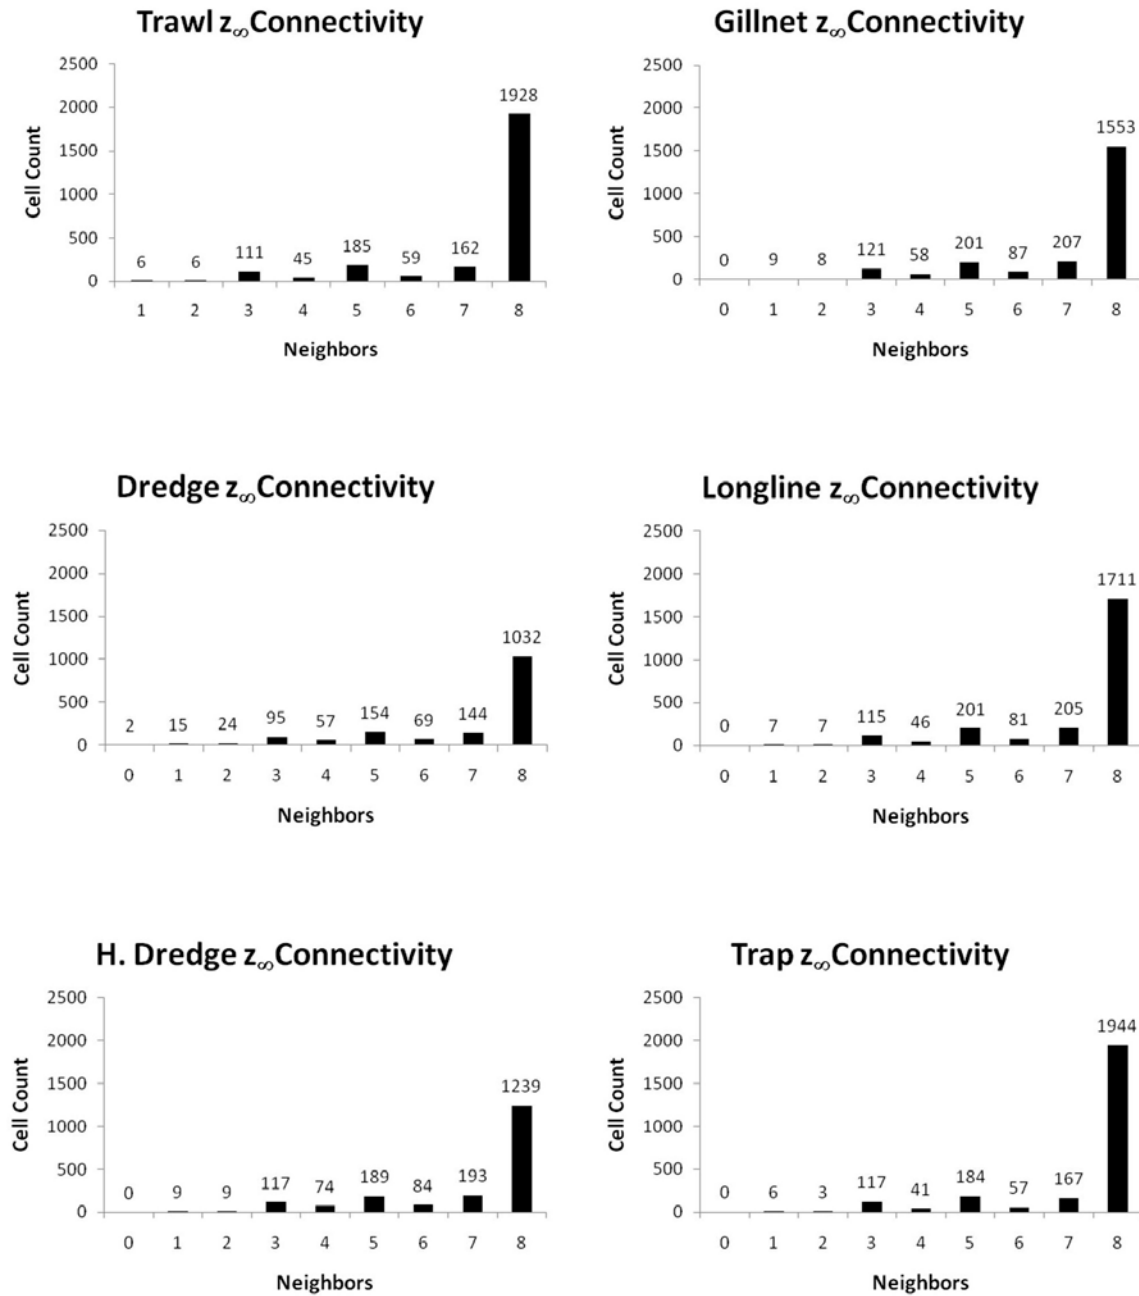 Trawl z∞Connectivity
2500
2000
1500
1000
500
0
Cell Count
6 6 111 45 185 59 162 1928
1 2 3 4 5 6 7 8
Neighbors
Gillnet z∞Connectivity
2500
2000
1500
1000
500
0
Cell Count
0 9 8 121 58 201 87 207 1553
0 1 2 3 4 5 6 7 8
Neighbors
Dredge z∞Connectivity
2500
2000
1500
1000
500
0
Cell Count
2 15 24 95 57 154 69 144 1032
0 1 2 3 4 5 6 7 8
Neighbors
Longline z∞Connectivity
2500
2000
1500
1000
500
0
Cell Count
0 7 7 115 46 201 81 205 1711
0 1 2 3 4 5 6 7 8
Neighbors
H. Dredge z∞Connectivity
2500
2000
1500
1000
500
0
Cell Count
0 9 9 117 74 189 84 193 1239
0 1 2 3 4 5 6 7 8
Neighbors
Trap z∞Connectivity
2500
2000
1500
1000
500
0
Cell Count
0 6 3 117 41 184 57 167 1944
0 1 2 3 4 5 6 7 8
Neighbors